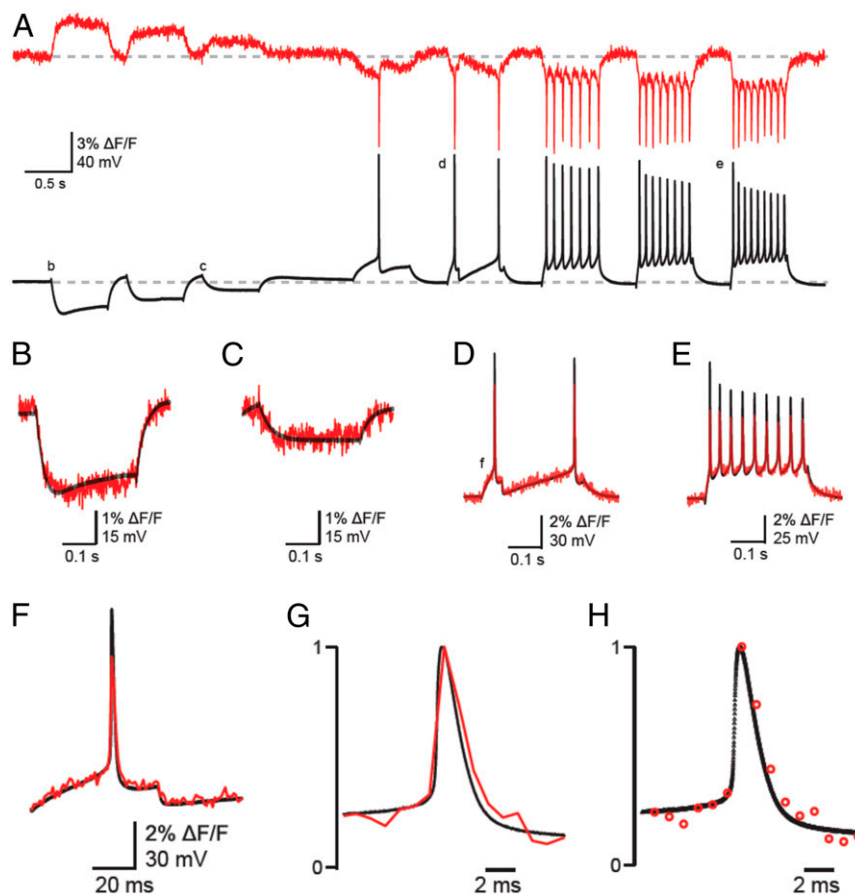 A
3% ΔF/F
40 mV
0.5 s
b
c
d
e
B
C
D
E
f
1% ΔF/F
15 mV
0.1 s
1% ΔF/F
15 mV
0.1 s
2% ΔF/F
30 mV
0.1 s
2% ΔF/F
25 mV
0.1 s
F
G
H
2% ΔF/F
30 mV
20 ms
1
0
2 ms
1
0
2 ms